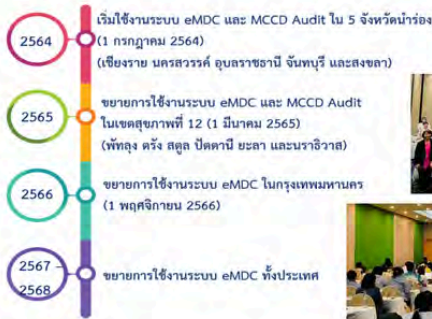 2564
เริ่มใช้งานระบบ eMDC และ MCCD Audit ใน 5 จังหวัดนำร่อง
(1 กรกฎาคม 2564)
(เชียงราย นครสวรรค์ อุบลราชธานี จันทบุรี และสงขลา)
2565
ขยายการใช้งานระบบ eMDC และ MCCD Audit
ในเขตสุขภาพที่ 12 (1 มีนาคม 2565)
(พัทลุง ตรัง สตูล ปัตตานี ยะลา และนราธิวาส)
2566
ขยายการใช้งานระบบ eMDC ในกรุงเทพมหานคร
(1 พฤศจิกายน 2566)
2567
2568
ขยายการใช้งานระบบ eMDC ทั้งประเทศ